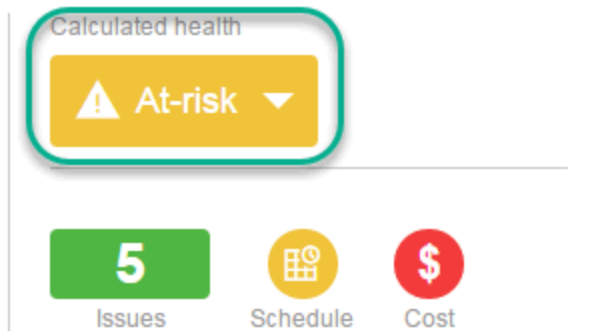 Calculated health
At-risk
5
$
Issues Schedule Cost